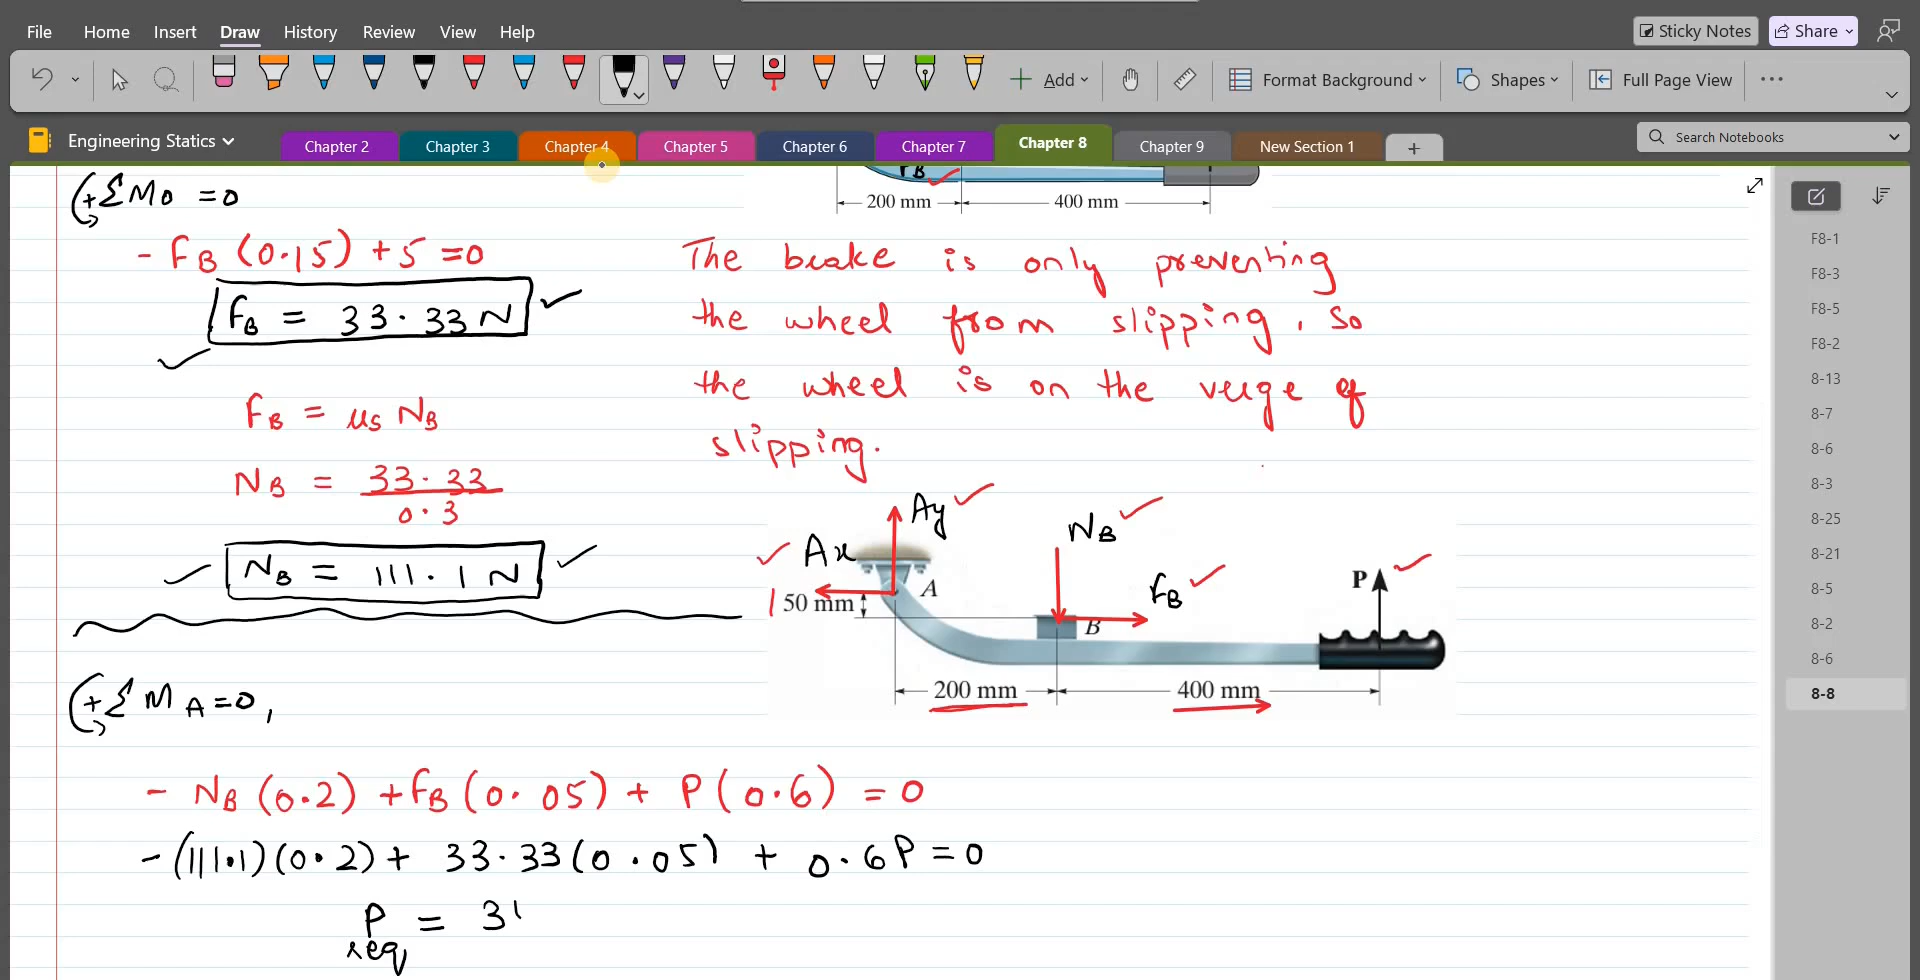 File Home Insert Draw History Review View Help
Sticky Notes Share
Add Format Background Shapes Full Page View
Engineering Statics
Chapter 2 Chapter 3 Chapter 4 Chapter 5 Chapter 6 Chapter 7 Chapter 8 Chapter 9 New Section 1 +
Search Notebooks
(+ΣM0 = 0
FB
200 mm 400 mm
- FB (0.15) + 5 = 0
FB = 33.33 N
The brake is only preventing
the wheel from slipping, so
the wheel is on the verge of
slipping.
FB = μs NB
NB = 33.33 / 0.3
NB = 111.1 N
Ay
NB
Ax
A
FB
P
150 mm
B
200 mm 400 mm
(+ΣMA = 0,
- NB (0.2) + FB (0.05) + P (0.6) = 0
- (111.1)(0.2) + 33.33(0.05) + 0.6P = 0
P req = 3
F8-1
F8-3
F8-5
F8-2
8-13
8-7
8-6
8-3
8-25
8-21
8-5
8-2
8-6
8-8